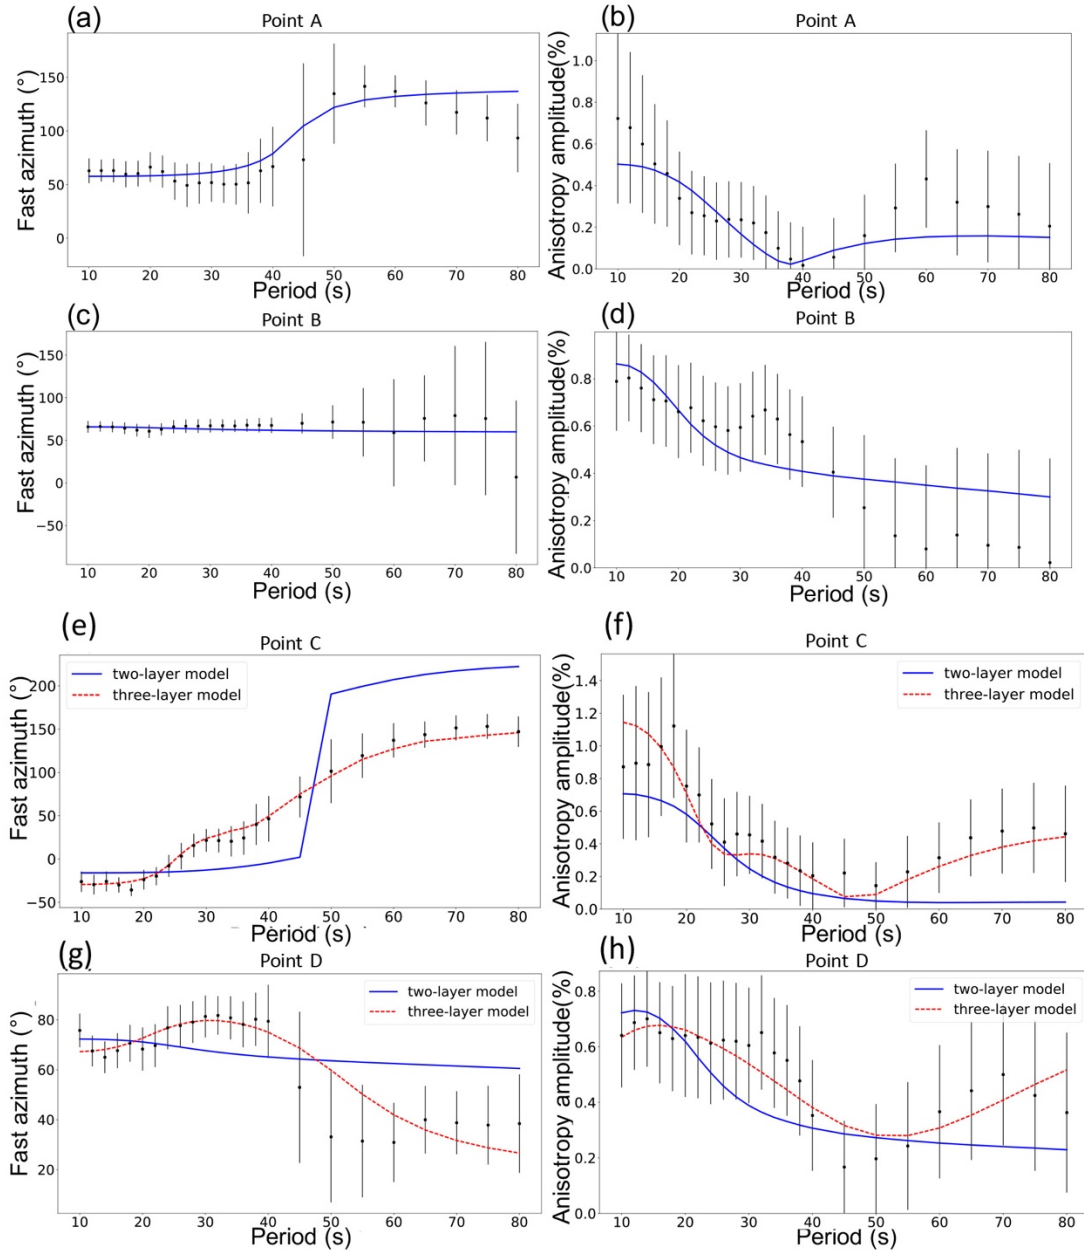 (a)
Point A
Fast azimuth (°)
150
100
50
0
10 20 30 40 50 60 70 80
Period (s)
(b)
Point A
Anisotropy amplitude(%)
1.0
0.8
0.6
0.4
0.2
0.0
10 20 30 40 50 60 70 80
Period (s)
(c)
Point B
Fast azimuth (°)
150
100
50
0
−50
10 20 30 40 50 60 70 80
Period (s)
(d)
Point B
Anisotropy amplitude(%)
0.8
0.6
0.4
0.2
0.0
10 20 30 40 50 60 70 80
Period (s)
(e)
Point C
two-layer model
three-layer model
Fast azimuth (°)
200
150
100
50
0
−50
10 20 30 40 50 60 70 80
Period (s)
(f)
Point C
two-layer model
three-layer model
Anisotropy amplitude(%)
1.4
1.2
1.0
0.8
0.6
0.4
0.2
0.0
10 20 30 40 50 60 70 80
Period (s)
(g)
Point D
two-layer model
three-layer model
Fast azimuth (°)
80
60
40
20
10 20 30 40 50 60 70 80
Period (s)
(h)
Point D
two-layer model
three-layer model
Anisotropy amplitude(%)
0.8
0.6
0.4
0.2
0.0
10 20 30 40 50 60 70 80
Period (s)